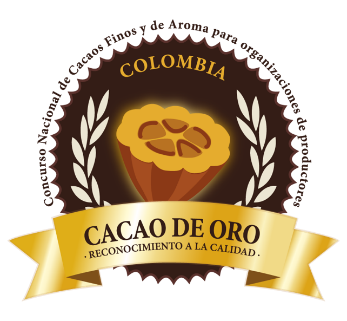 Concurso Nacional de Cacaos Finos y de Aroma para organizaciones de productores
COLOMBIA
CACAO DE ORO
· RECONOCIMIENTO A LA CALIDAD ·